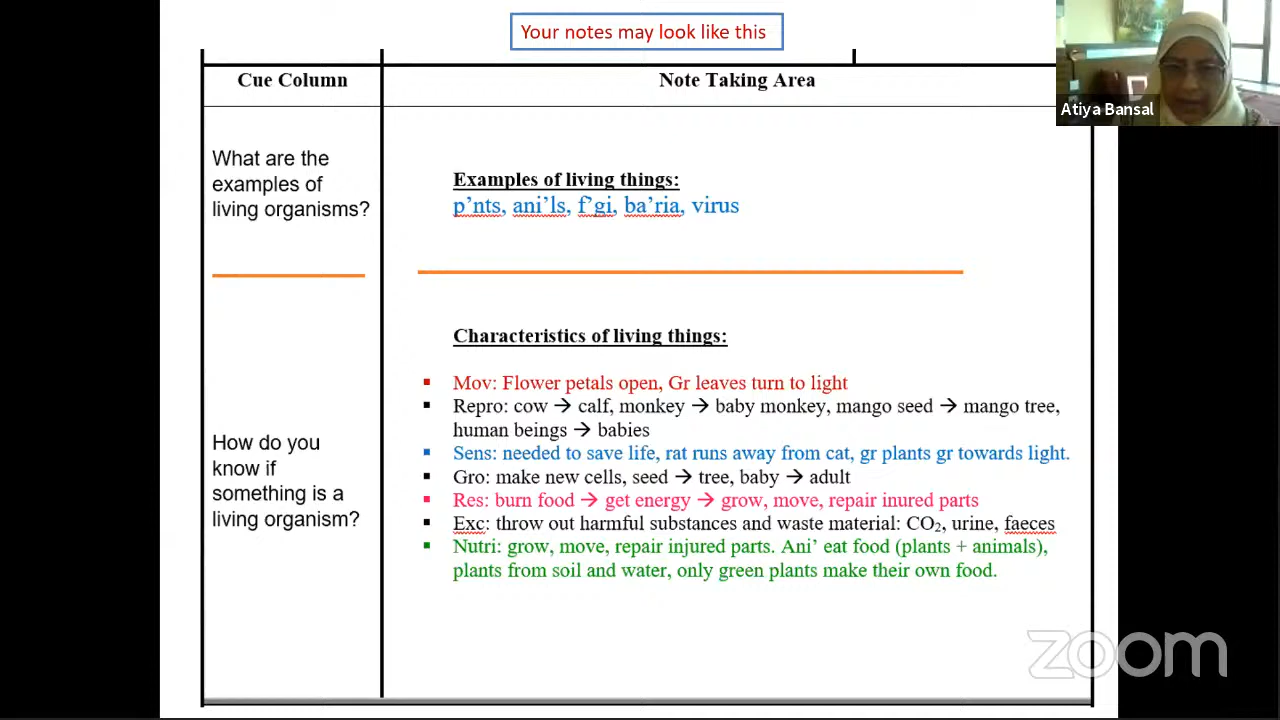 Your notes may look like this
Cue Column
Note Taking Area
Atiya Bansal
What are the
examples of
living organisms?
Examples of living things:
p’nts, ani’ls, f’gi, ba’ria, virus
Characteristics of living things:
▪ Mov: Flower petals open, Gr leaves turn to light
▪ Repro: cow → calf, monkey → baby monkey, mango seed → mango tree,
human beings → babies
How do you
know if
something is a
living organism?
▪ Sens: needed to save life, rat runs away from cat, gr plants gr towards light.
▪ Gro: make new cells, seed → tree, baby → adult
▪ Res: burn food → get energy → grow, move, repair inured parts
▪ Exc: throw out harmful substances and waste material: CO₂, urine, faeces
▪ Nutri: grow, move, repair injured parts. Ani’ eat food (plants + animals),
plants from soil and water, only green plants make their own food.
zoom